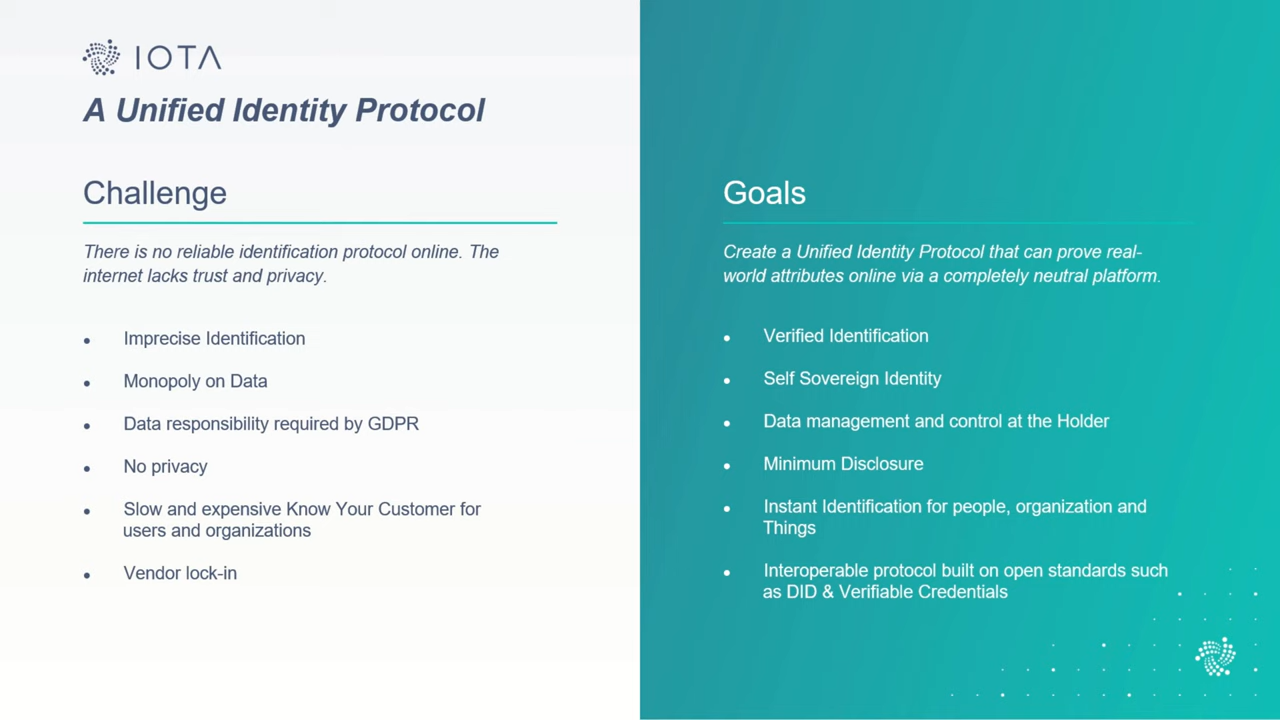 IOTA
A Unified Identity Protocol
Challenge
There is no reliable identification protocol online. The
internet lacks trust and privacy.
• Imprecise Identification
• Monopoly on Data
• Data responsibility required by GDPR
• No privacy
• Slow and expensive Know Your Customer for
users and organizations
• Vendor lock-in
Goals
Create a Unified Identity Protocol that can prove real-
world attributes online via a completely neutral platform.
• Verified Identification
• Self Sovereign Identity
• Data management and control at the Holder
• Minimum Disclosure
• Instant Identification for people, organization and
Things
• Interoperable protocol built on open standards such
as DID & Verifiable Credentials